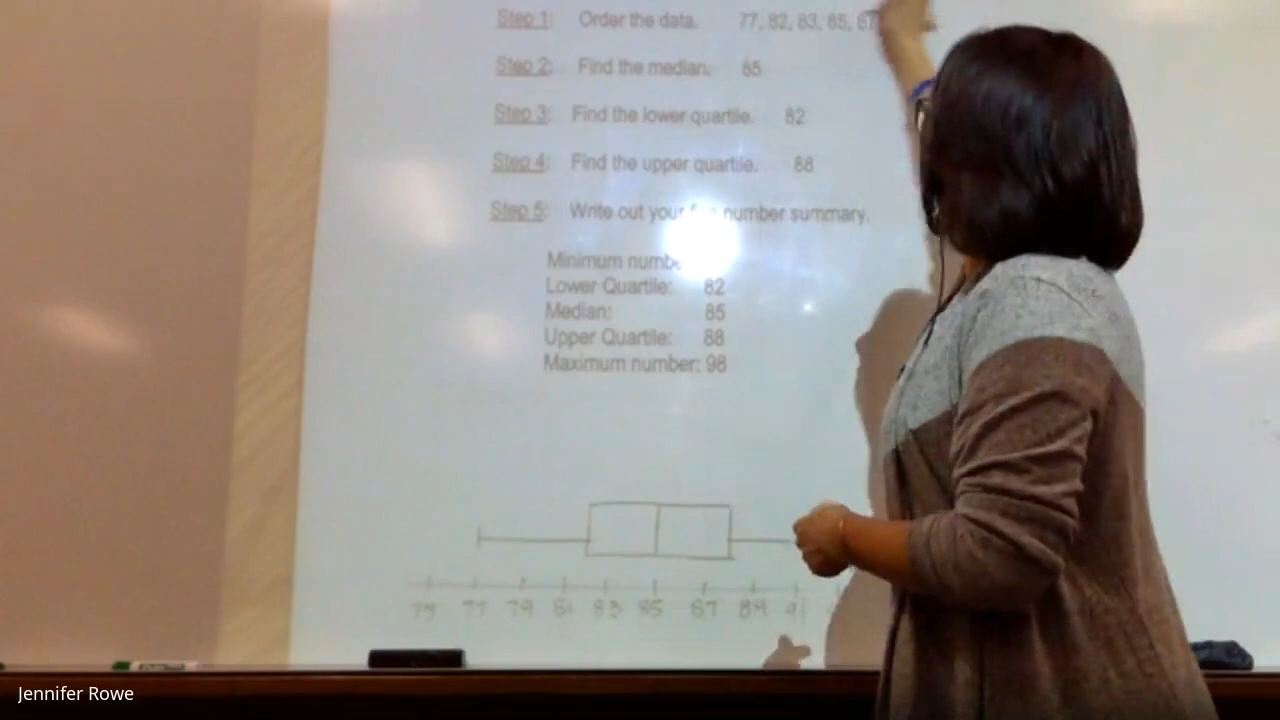 Step 1: Order the data. 77, 82, 83, 85, 87
Step 2: Find the median. 85
Step 3: Find the lower quartile. 82
Step 4: Find the upper quartile. 88
Step 5: Write out your number summary.
Minimum
Lower Quartile: 82
Median: 85
Upper Quartile: 88
Maximum number: 98
75 77 79 81 83 85 87 89 91
Jennifer Rowe